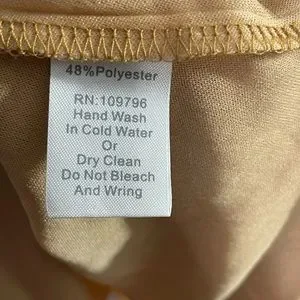 48%Polyester
RN:109796
Hand Wash
In Cold Water
Or
Dry Clean
Do Not Bleach
And Wring